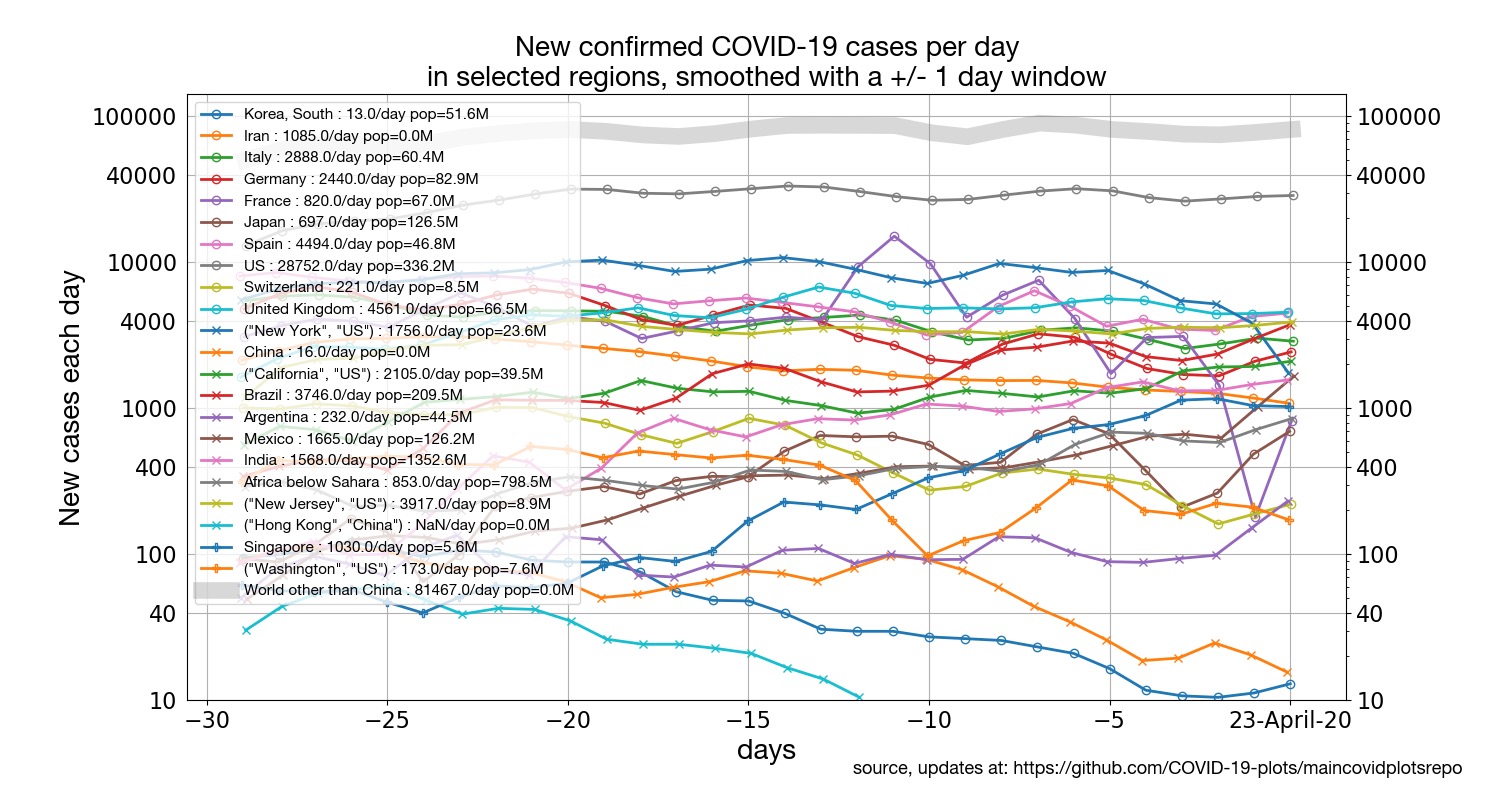 New confirmed COVID-19 cases per day
in selected regions, smoothed with a +/- 1 day window
New cases each day
100000
40000
10000
4000
1000
400
100
40
10
Korea, South : 13.0/day pop=51.6M
Iran : 1085.0/day pop=0.0M
Italy : 2888.0/day pop=60.4M
Germany : 2440.0/day pop=82.9M
France : 820.0/day pop=67.0M
Japan : 697.0/day pop=126.5M
Spain : 4494.0/day pop=46.8M
US : 28752.0/day pop=336.2M
Switzerland : 221.0/day pop=8.5M
United Kingdom : 4561.0/day pop=66.5M
("New York", "US") : 1756.0/day pop=23.6M
China : 16.0/day pop=0.0M
("California", "US") : 2105.0/day pop=39.5M
Brazil : 3746.0/day pop=209.5M
Argentina : 232.0/day pop=44.5M
Mexico : 1665.0/day pop=126.2M
India : 1568.0/day pop=1352.6M
Africa below Sahara : 853.0/day pop=798.5M
("New Jersey", "US") : 3917.0/day pop=8.9M
("Hong Kong", "China") : NaN/day pop=0.0M
Singapore : 1030.0/day pop=5.6M
("Washington", "US") : 173.0/day pop=7.6M
World other than China : 81467.0/day pop=0.0M
100000
40000
10000
4000
1000
400
100
40
10
−30 −25 −20 −15 −10 −5 23-April-20
days
source, updates at: https://github.com/COVID-19-plots/maincovidplotsrepo